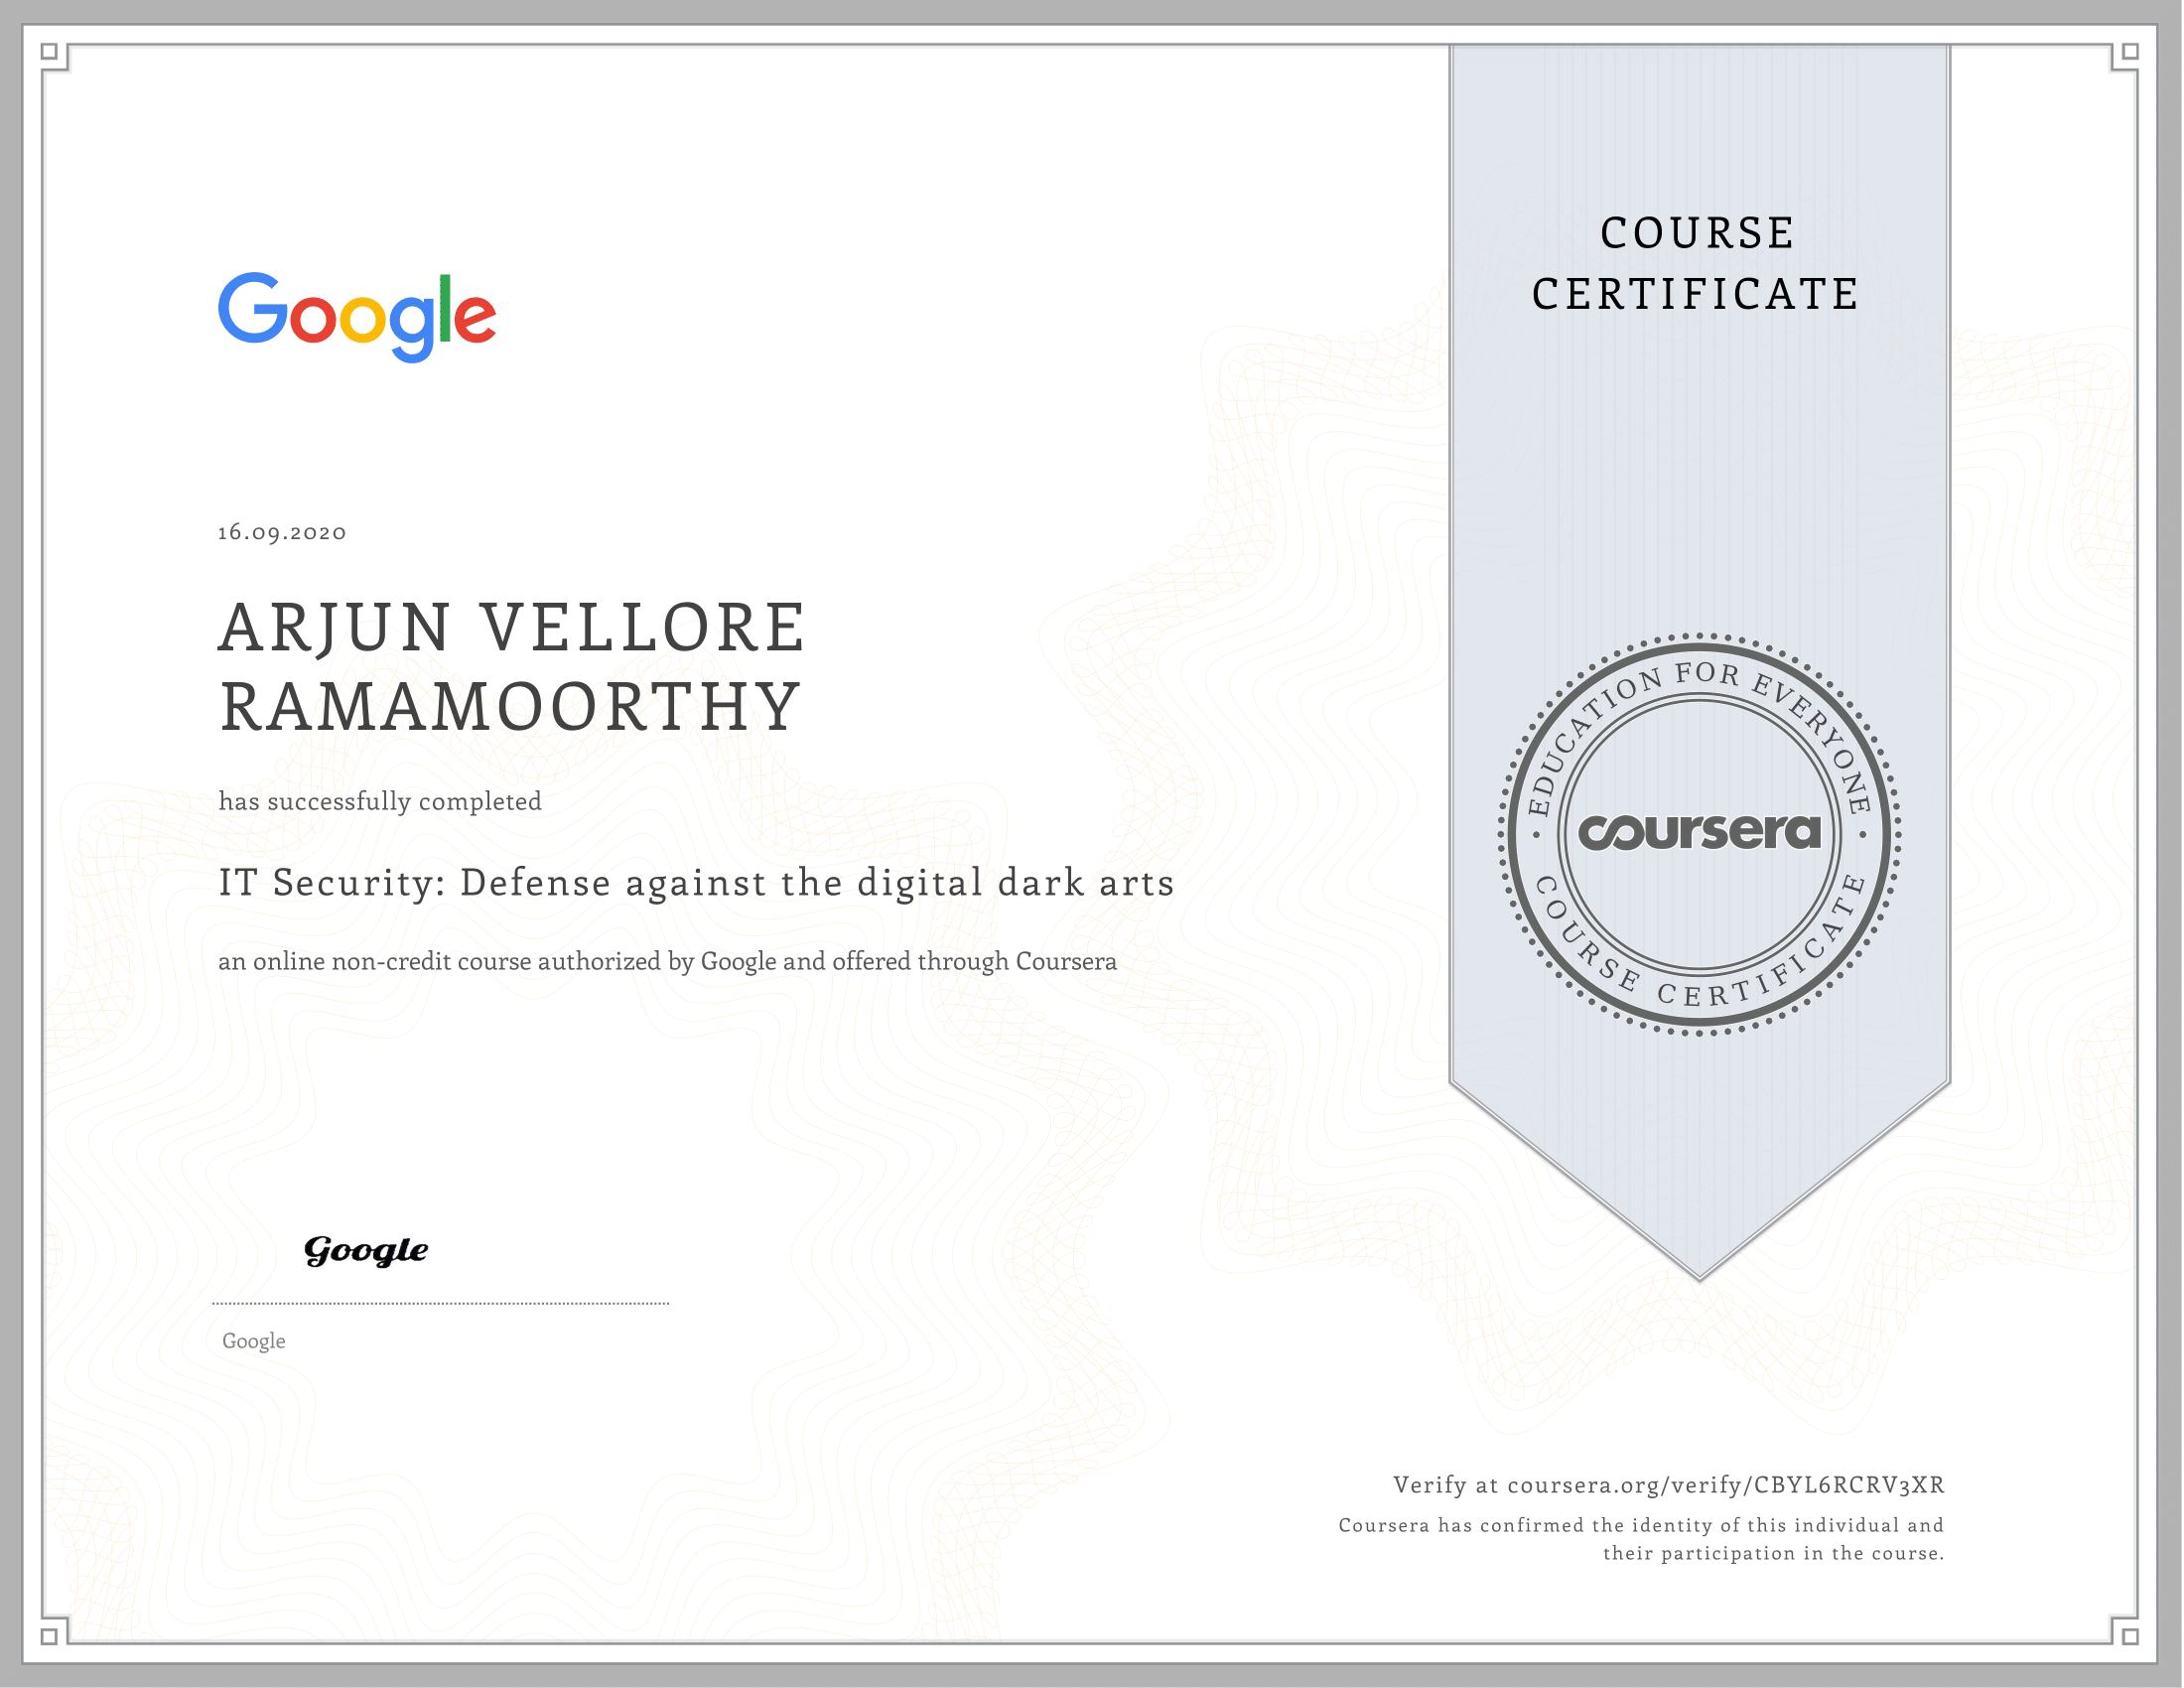 Google
COURSE
CERTIFICATE
16.09.2020
ARJUN VELLORE
RAMAMOORTHY
has successfully completed
IT Security: Defense against the digital dark arts
an online non-credit course authorized by Google and offered through Coursera
EDUCATION FOR EVERYONE
coursera
COURSE CERTIFICATE
Google
Google
Verify at coursera.org/verify/CBYL6RCRV3XR
Coursera has confirmed the identity of this individual and
their participation in the course.